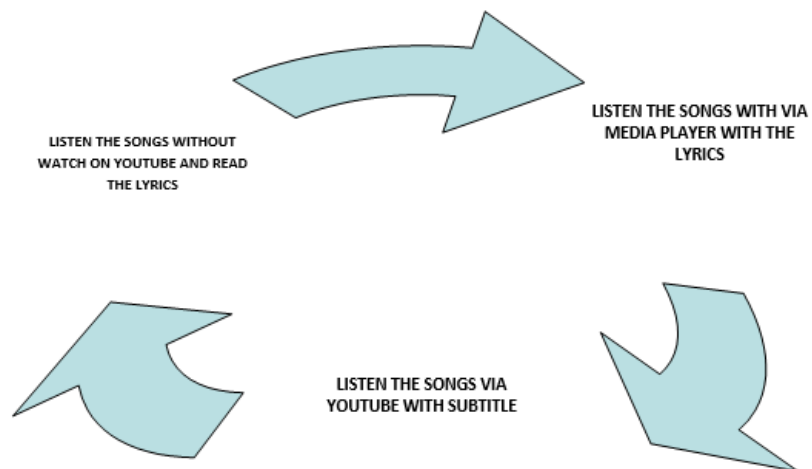 LISTEN THE SONGS WITHOUT
WATCH ON YOUTUBE AND READ
THE LYRICS
LISTEN THE SONGS WITH VIA
MEDIA PLAYER WITH THE
LYRICS
LISTEN THE SONGS VIA
YOUTUBE WITH SUBTITLE